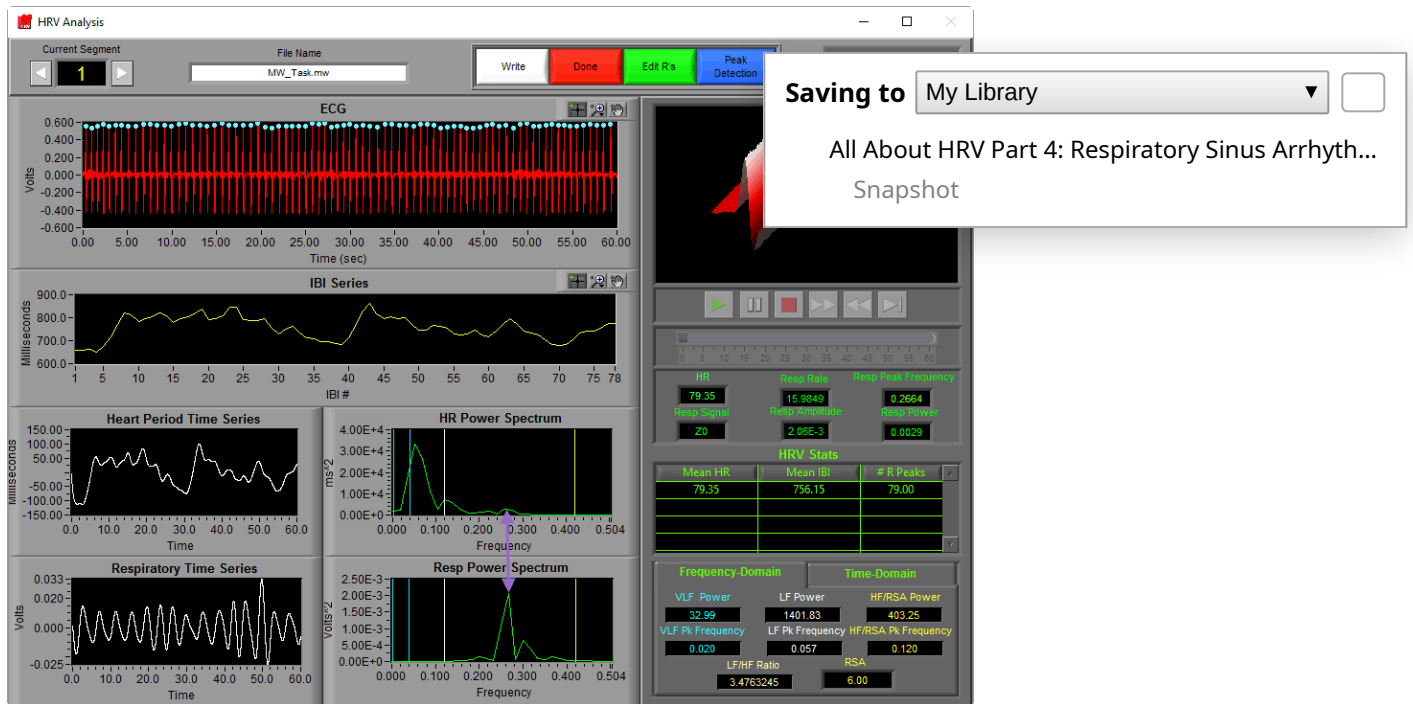 HRV Analysis
Current Segment
1
File Name
MW_Task.mw
Write
Done
Edit R's
Peak
Detection
Saving to
My Library
All About HRV Part 4: Respiratory Sinus Arrhyth...
Snapshot
ECG
Volts
0.600
0.400
0.200
0.000
-0.200
-0.400
-0.600
0.00 5.00 10.00 15.00 20.00 25.00 30.00 35.00 40.00 45.00 50.00 55.00 60.00
Time (sec)
IBI Series
Milliseconds
900.0
800.0
700.0
600.0
1 5 10 15 20 25 30 35 40 45 50 55 60 65 70 75 78
IBI #
Heart Period Time Series
Milliseconds
150.00
100.00
50.00
-50.00
-100.00
-150.00
0.0 10.0 20.0 30.0 40.0 50.0 60.0
Time
HR Power Spectrum
ms^2
4.00E+4
3.00E+4
2.00E+4
1.00E+4
0.00E+0
0.000 0.100 0.200 0.300 0.400 0.504
Frequency
Respiratory Time Series
Volts
0.033
0.020
0.000
-0.025
0.0 10.0 20.0 30.0 40.0 50.0 60.0
Time
Resp Power Spectrum
Volts^2
2.50E-3
2.00E-3
1.50E-3
1.00E-3
5.00E-4
0.00E+0
0.000 0.100 0.200 0.300 0.400 0.504
Frequency
0 5 10 15 20 25 30 35 40 45 50 55 60
HR Resp Rate Resp Peak Frequency
79.35 15.9849 0.2664
Resp Signal Resp Amplitude Resp Power
Z0 2.06E-3 0.0029
HRV Stats
Mean HR Mean IBI # R Peaks
79.35 756.15 79.00
Frequency-Domain Time-Domain
VLF Power LF Power HF/RSA Power
32.99 1401.83 403.25
VLF Pk Frequency LF Pk Frequency HF/RSA Pk Frequency
0.020 0.057 0.120
LF/HF Ratio RSA
3.4763245 6.00